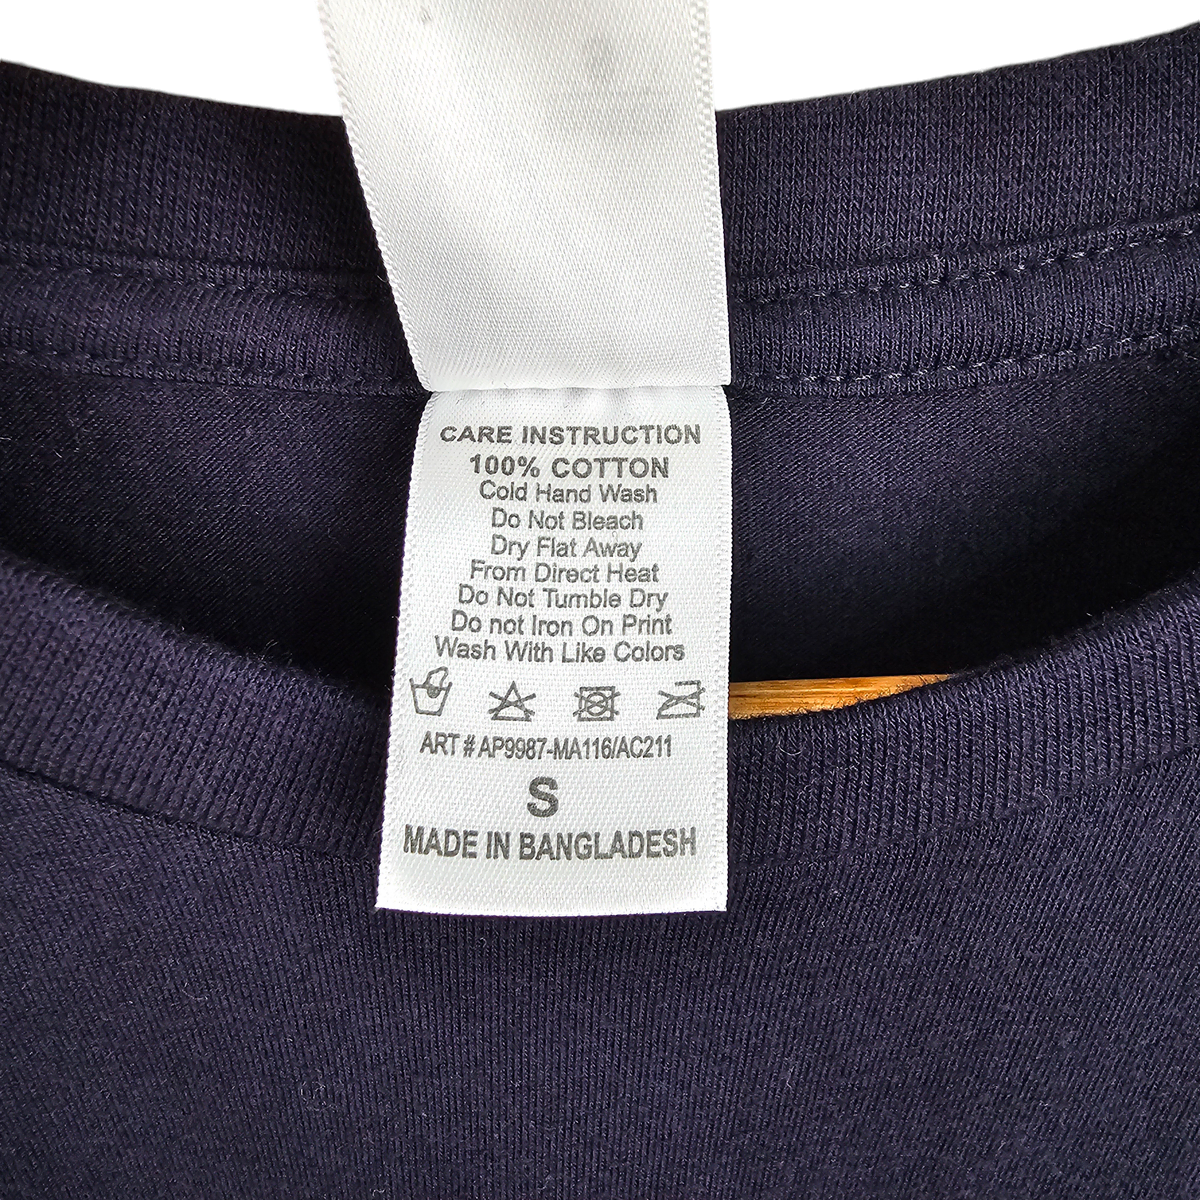 CARE INSTRUCTION
100% COTTON
Cold Hand Wash
Do Not Bleach
Dry Flat Away
From Direct Heat
Do Not Tumble Dry
Do not Iron On Print
Wash With Like Colors
ART # AP9987-MA116/AC211
S
MADE IN BANGLADESH